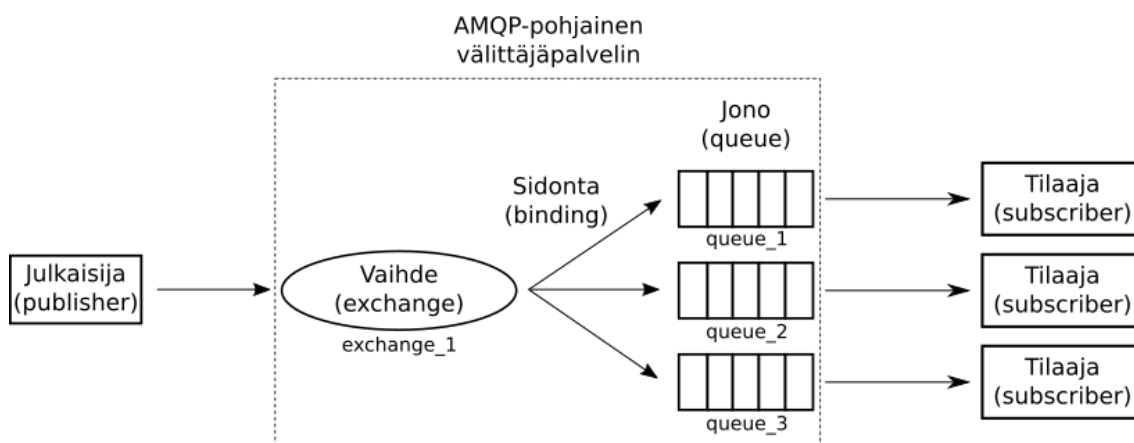 AMQP-pohjainen
välittäjäpalvelin
Jono
(queue)
Sidonta
(binding)
queue_1
Tilaaja
(subscriber)
Julkaisija
(publisher)
Vaihde
(exchange)
exchange_1
queue_2
Tilaaja
(subscriber)
queue_3
Tilaaja
(subscriber)